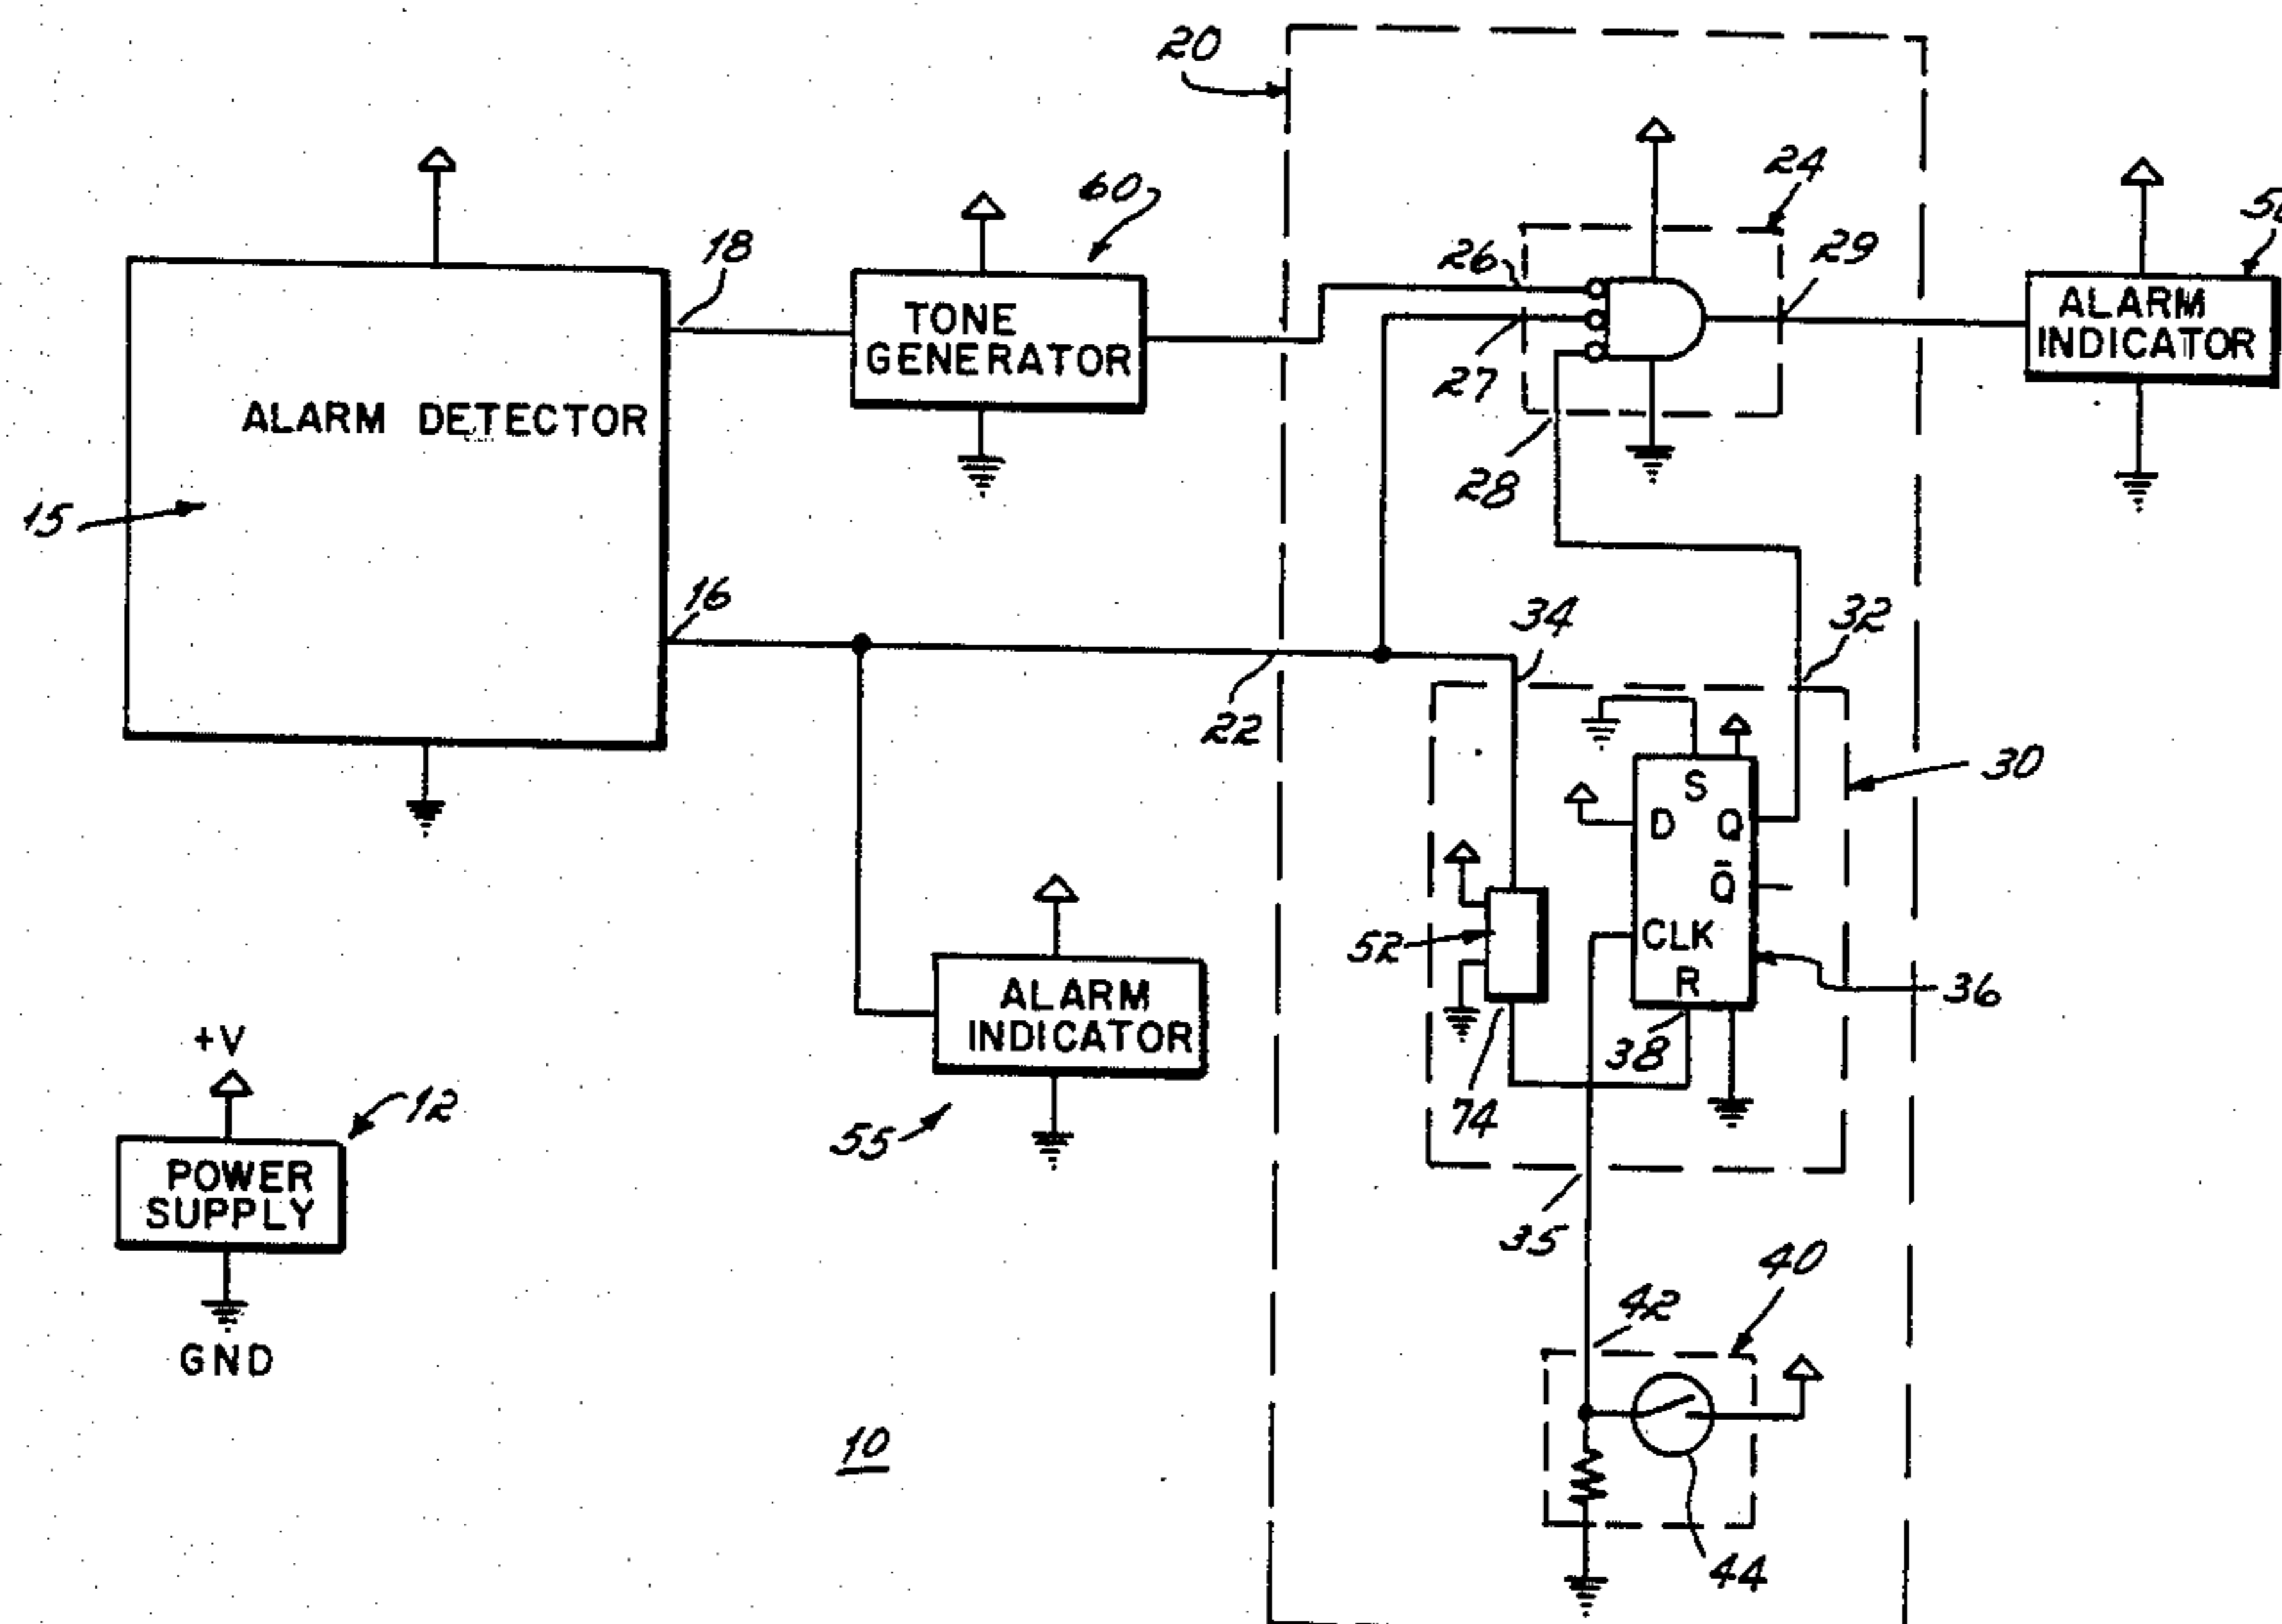 20
24
60
18
26
29
TONE
GENERATOR
ALARM
INDICATOR
ALARM DETECTOR
27
28
15
16
34
32
22
30
S
D Q
Q̅
52
CLK
R
36
38
74
ALARM
INDICATOR
+V
12
55
POWER
SUPPLY
35
40
42
GND
10
44